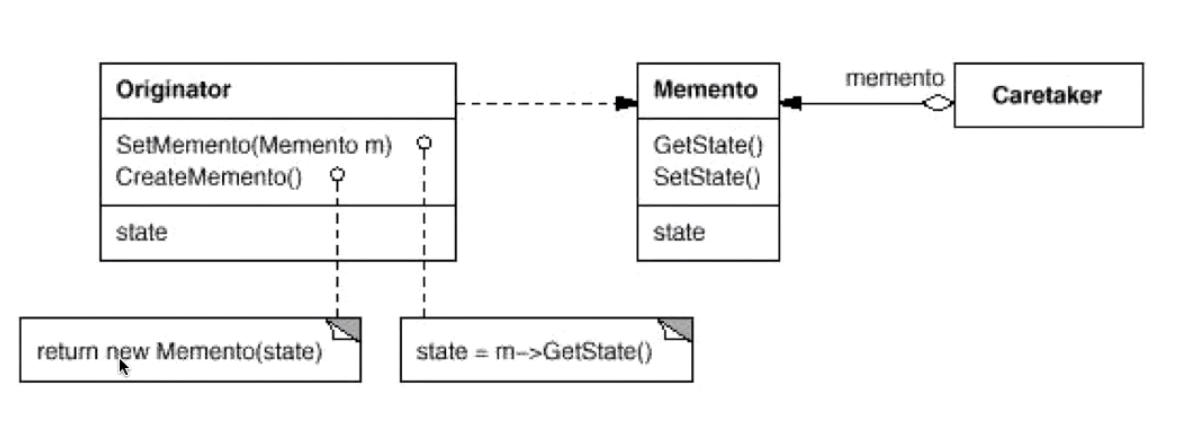 Originator
SetMemento(Memento m)
CreateMemento()
state
Memento
GetState()
SetState()
state
memento
Caretaker
return new Memento(state)
state = m->GetState()